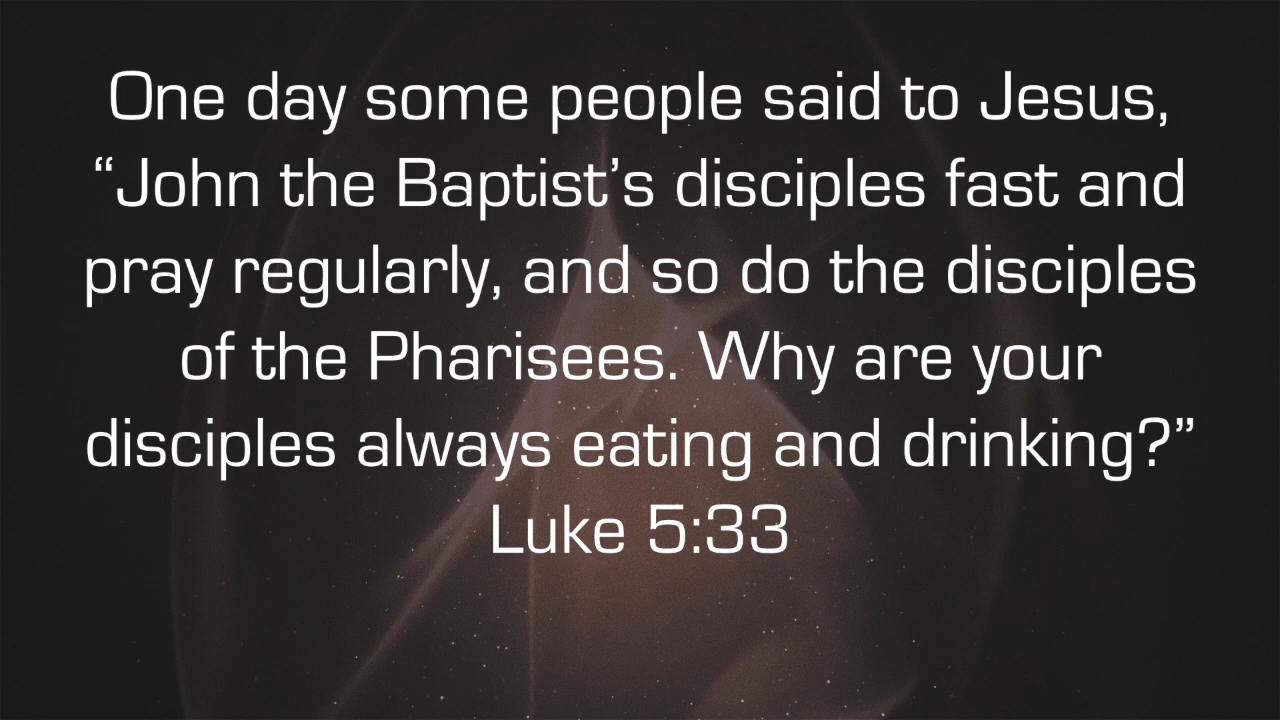 One day some people said to Jesus,
“John the Baptist’s disciples fast and
pray regularly, and so do the disciples
of the Pharisees. Why are your
disciples always eating and drinking?”
Luke 5:33